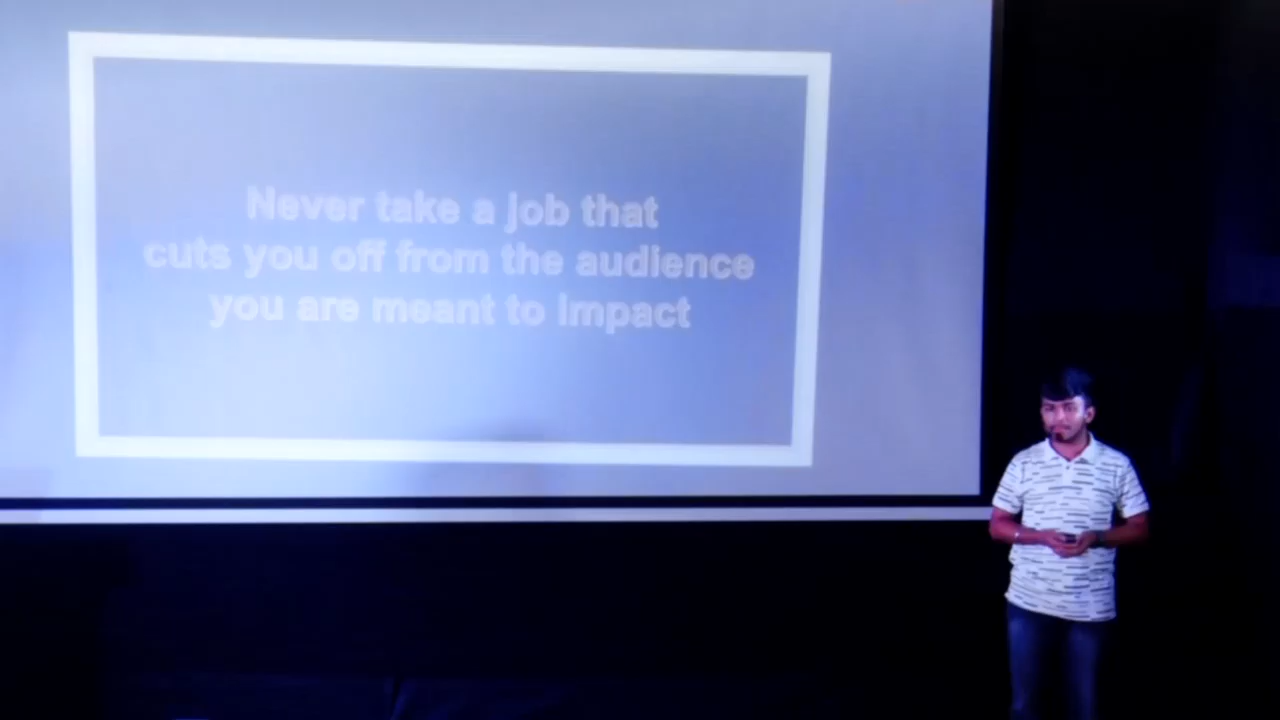 Never take a job that
cuts you off from the audience
you are meant to impact